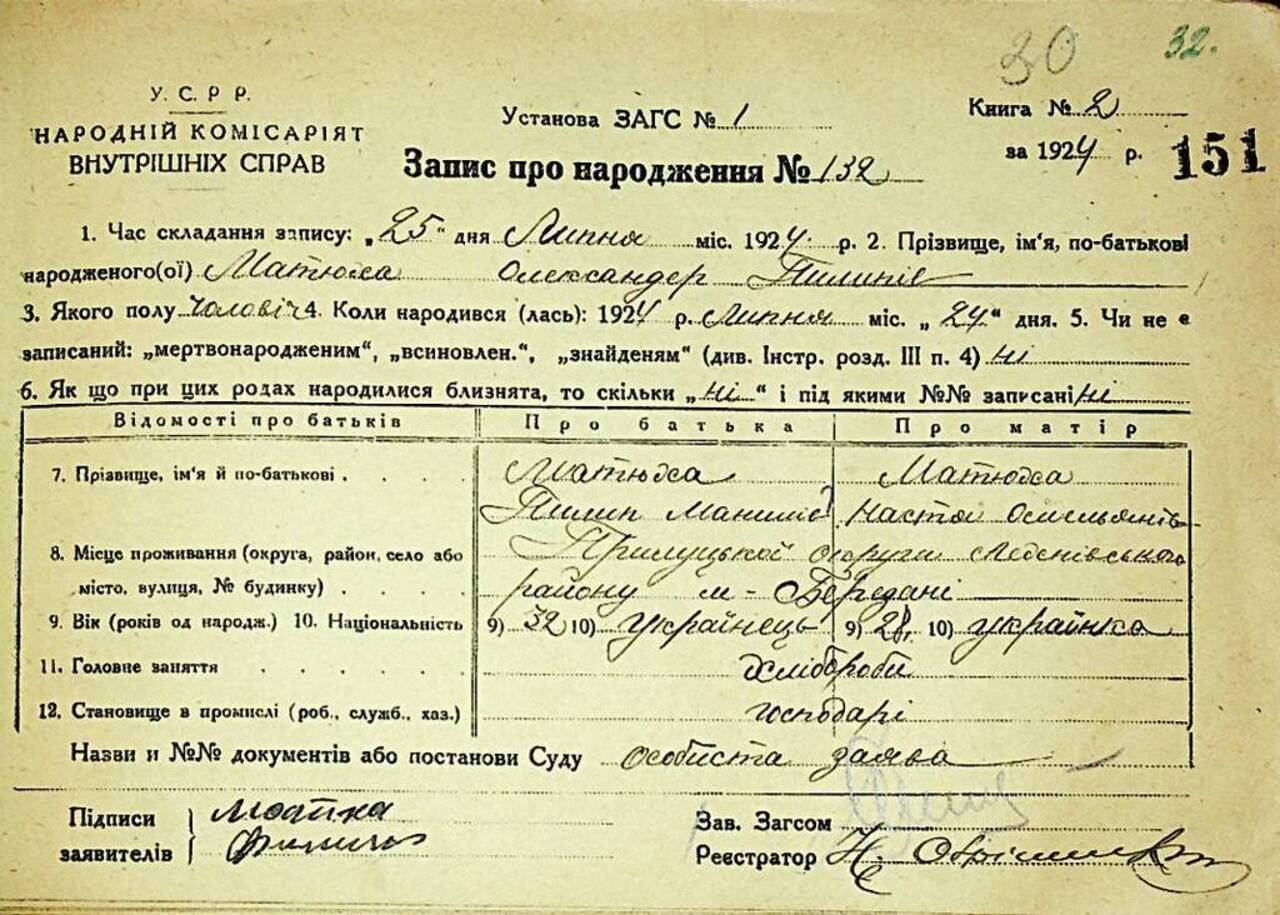 30 32.
У. С. Р Р.
НАРОДНІЙ КОМІСАРІЯТ
ВНУТРІШНІХ СПРАВ
Установа ЗАГС № 1
Книга № 2
за 1924 р. 151
Запис про народження № 132
1. Час складання запису: „25“ дня Липня міс. 1924 р. 2. Прізвище, ім'я, по-батькові
народженого(ої) Матюха Олександер Пилипів
3. Якого полу чоловіч 4. Коли народився (лась): 1924 р. Липня міс. „24“ дня. 5. Чи не є
записаний: „мертвонародженим“, „всиновлен.“, „знайденям“ (див. Інстр. розд. III п. 4) ні
6. Як що при цих родах народилися близнята, то скільки „ні“ і під якими №№ записані ні
Відомості про батьків Про батька Про матір
7. Прізвище, ім'я й по-батькові . . . . Матюха Матюха
Пилип Настя
8. Місце проживання (округа, район, село або Прилуцької округи
місто, вулиця, № будинку) . . . . району м-
9. Вік (років од народж.) 10. Національність 9) 32 10) українець 9) 28 10) українка
11. Головне заняття . . . . . хлібороби
12. Становище в промислі (роб., служб., хаз.) господарі
Назви и №№ документів або постанови Суду особиста заява
Підписи
заявителів
Зав. Загсом
Реєстратор Н.